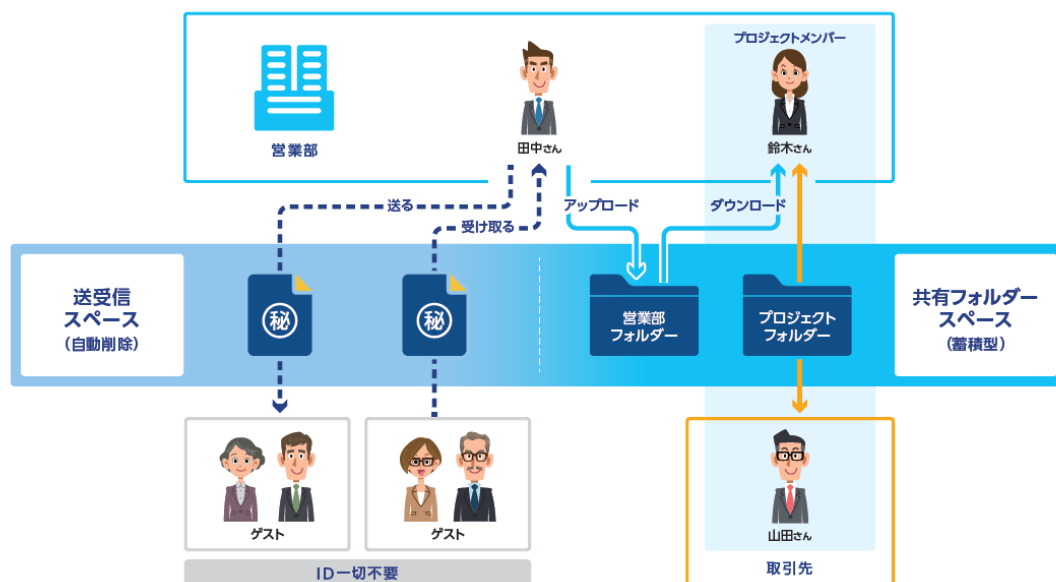 プロジェクトメンバー
営業部
田中さん
鈴木さん
送る
受け取る
アップロード
ダウンロード
送受信
スペース
（自動削除）
秘
秘
営業部
フォルダー
プロジェクト
フォルダー
共有フォルダー
スペース
（蓄積型）
ゲスト
ゲスト
山田さん
ID一切不要
取引先